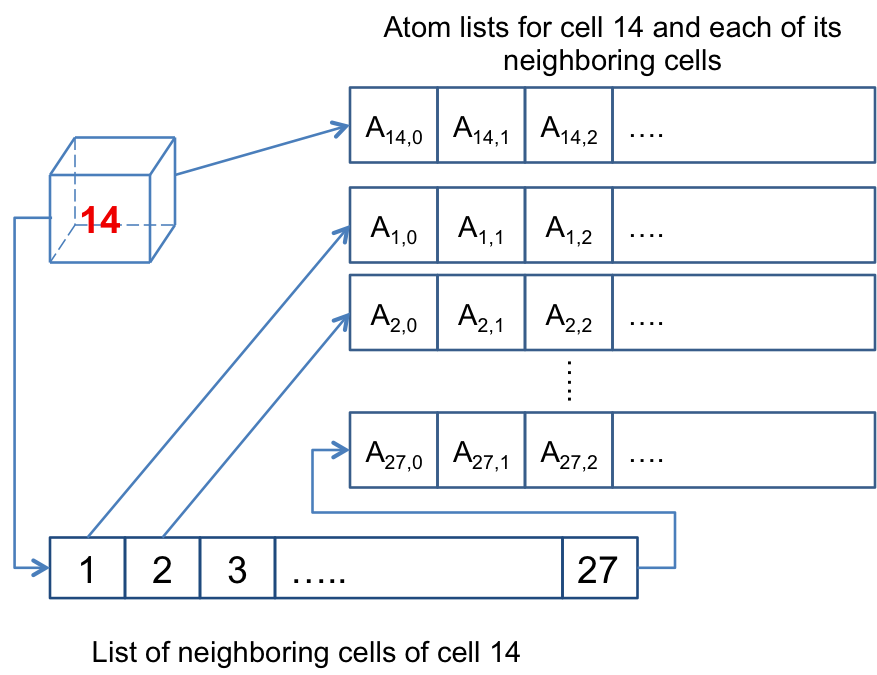 Atom lists for cell 14 and each of its
neighboring cells
A14,0 A14,1 A14,2 ....
14
A1,0 A1,1 A1,2 ....
A2,0 A2,1 A2,2 ....
A27,0 A27,1 A27,2 ....
1 2 3 ..... 27
List of neighboring cells of cell 14